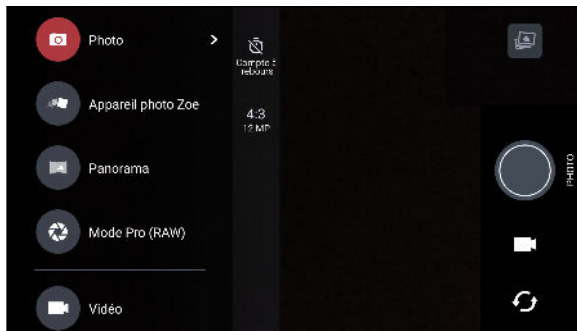 Photo
Appareil photo Zoe
Panorama
Mode Pro (RAW)
Vidéo
Compte à
rebours
4:3
12 MP
PHOTO